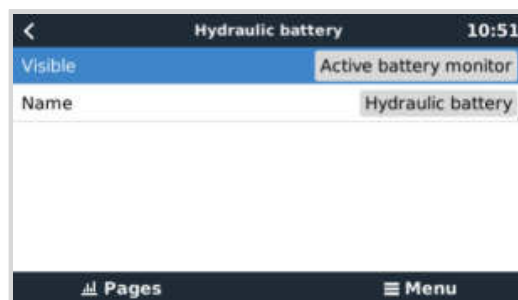 Hydraulic battery 10:51
Visible Active battery monitor
Name Hydraulic battery
Pages Menu